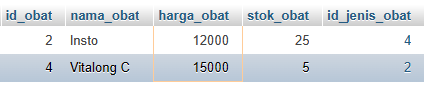 id_obat nama_obat harga_obat stok_obat id_jenis_obat
2 Insto 12000 25 4
4 Vitalong C 15000 5 2